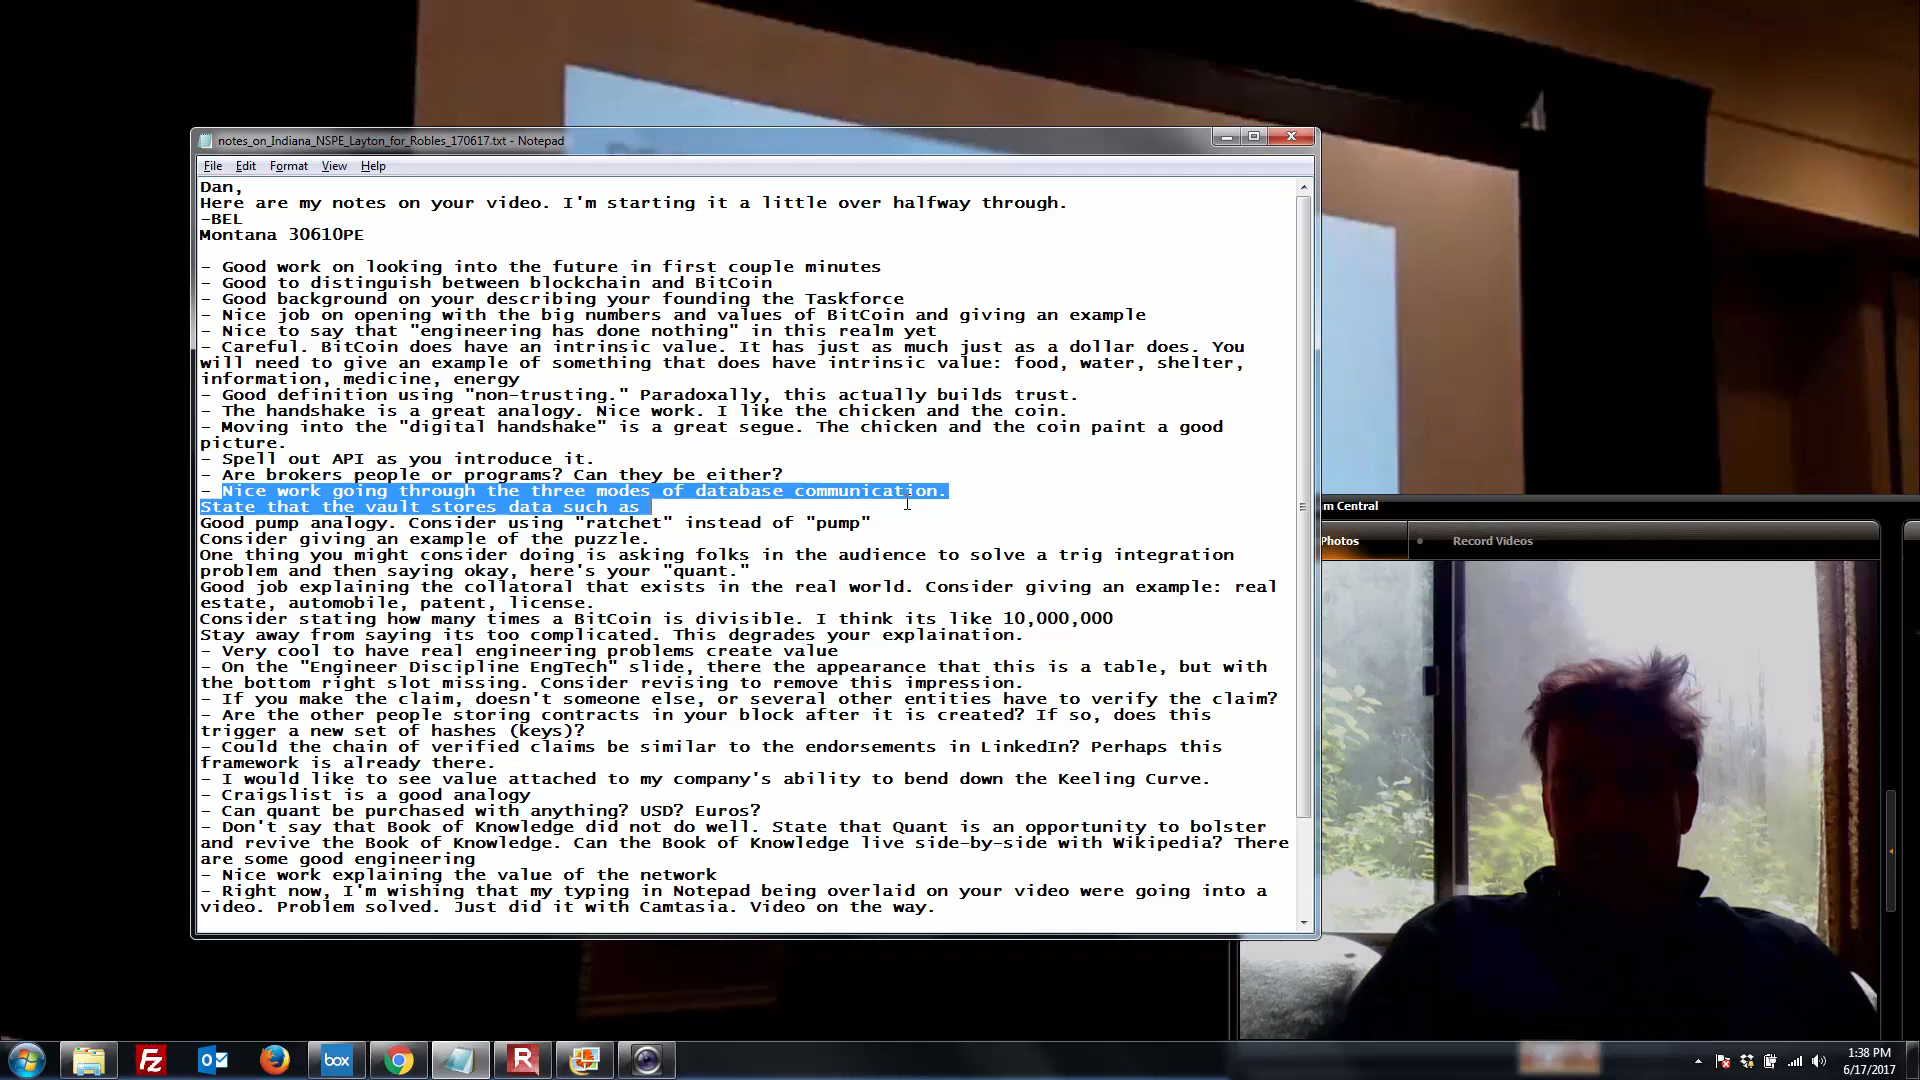 notes_on_Indiana_NSPE_Layton_for_Robles_170617.txt - Notepad
File Edit Format View Help
Dan,
Here are my notes on your video. I'm starting it a little over halfway through.
-BEL
Montana 30610PE
- Good work on looking into the future in first couple minutes
- Good to distinguish between blockchain and BitCoin
- Good background on your describing your founding the Taskforce
- Nice job on opening with the big numbers and values of BitCoin and giving an example
- Nice to say that "engineering has done nothing" in this realm yet
- Careful. BitCoin does have an intrinsic value. It has just as much just as a dollar does. You
will need to give an example of something that does have intrinsic value: food, water, shelter,
information, medicine, energy
- Good definition using "non-trusting." Paradoxally, this actually builds trust.
- The handshake is a great analogy. Nice work. I like the chicken and the coin.
- Moving into the "digital handshake" is a great segue. The chicken and the coin paint a good
picture.
- Spell out API as you introduce it.
- Are brokers people or programs? Can they be either?
- Nice work going through the three modes of database communication.
State that the vault stores data such as
Good pump analogy. Consider using "ratchet" instead of "pump"
Consider giving an example of the puzzle.
One thing you might consider doing is asking folks in the audience to solve a trig integration
problem and then saying okay, here's your "quant."
Good job explaining the collatoral that exists in the real world. Consider giving an example: real
estate, automobile, patent, license.
Consider stating how many times a BitCoin is divisible. I think its like 10,000,000
Stay away from saying its too complicated. This degrades your explaination.
- Very cool to have real engineering problems create value
- On the "Engineer Discipline EngTech" slide, there the appearance that this is a table, but with
the bottom right slot missing. Consider revising to remove this impression.
- If you make the claim, doesn't someone else, or several other entities have to verify the claim?
- Are the other people storing contracts in your block after it is created? If so, does this
trigger a new set of hashes (keys)?
- Could the chain of verified claims be similar to the endorsements in LinkedIn? Perhaps this
framework is already there.
- I would like to see value attached to my company's ability to bend down the Keeling Curve.
- Craigslist is a good analogy
- Can quant be purchased with anything? USD? Euros?
- Don't say that Book of Knowledge did not do well. State that Quant is an opportunity to bolster
and revive the Book of Knowledge. Can the Book of Knowledge live side-by-side with Wikipedia? There
are some good engineering
- Nice work explaining the value of the network
- Right now, I'm wishing that my typing in Notepad being overlaid on your video were going into a
video. Problem solved. Just did it with Camtasia. Video on the way.
m Central
Photos Record Videos
Fz box R
1:38 PM
6/17/2017